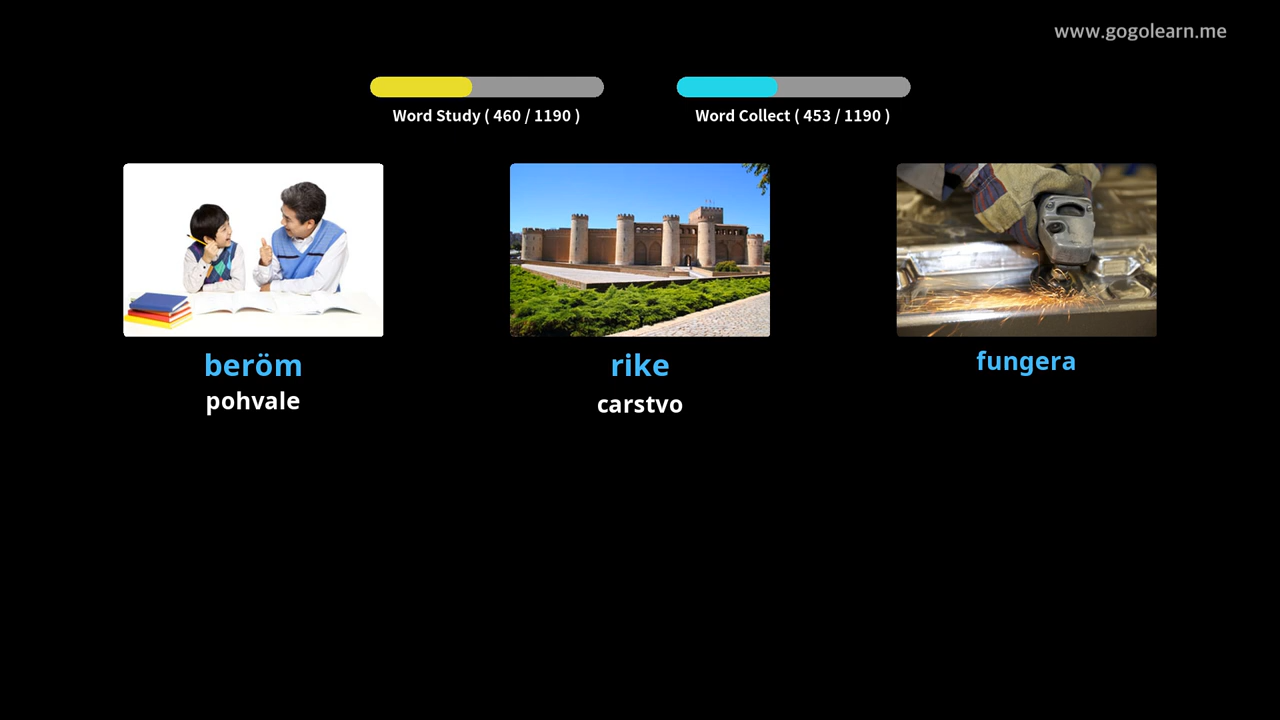 www.gogolearn.me
Word Study ( 460 / 1190 )
Word Collect ( 453 / 1190 )
beröm
pohvale
rike
carstvo
fungera